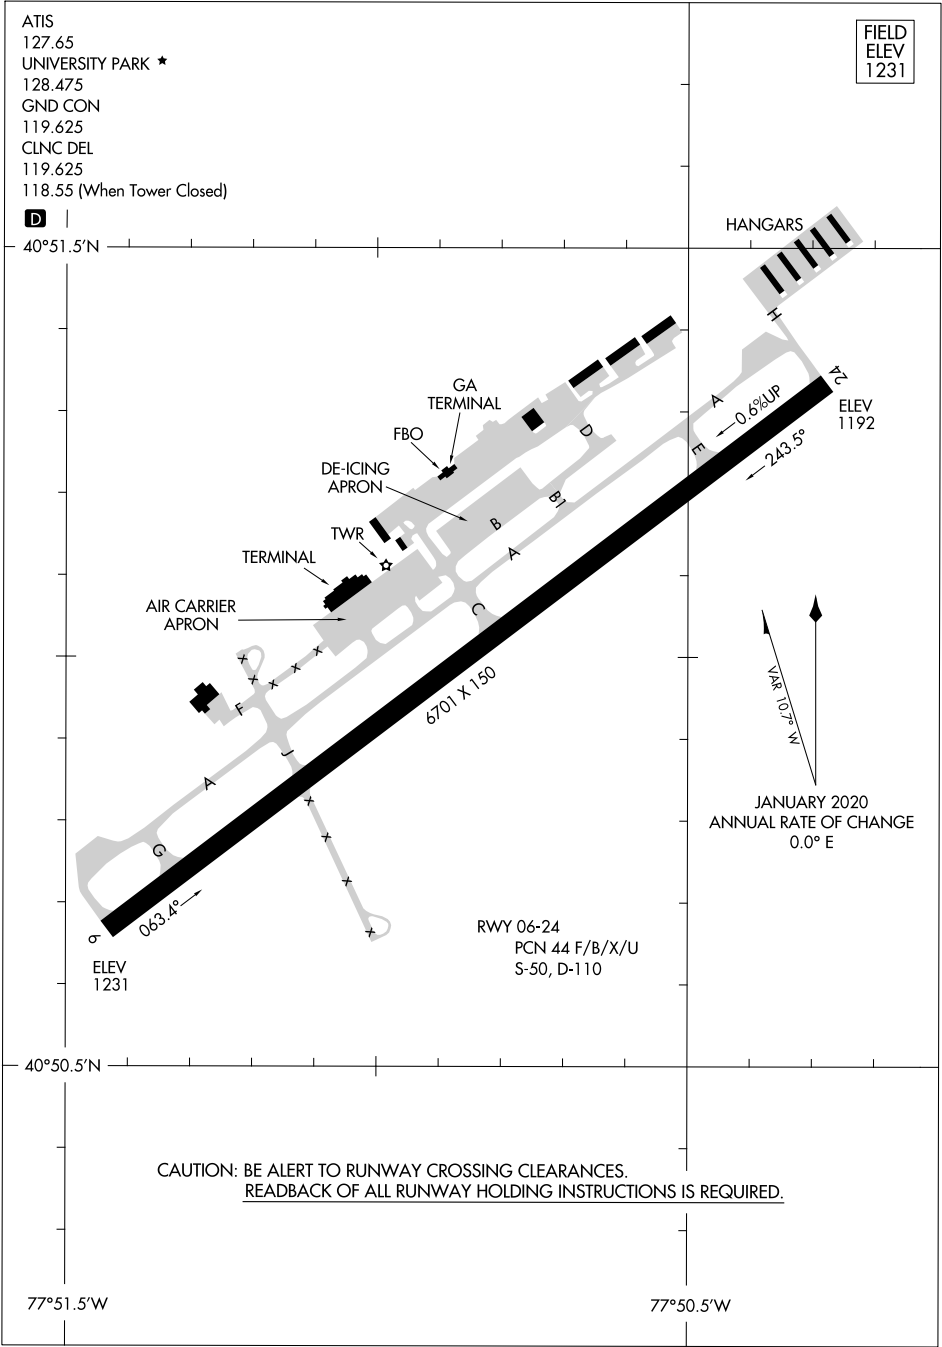 ATIS
127.65
UNIVERSITY PARK ★
128.475
GND CON
119.625
CLNC DEL
119.625
118.55 (When Tower Closed)
D
FIELD
ELEV
1231
40°51.5'N
HANGARS
H
24
ELEV
1192
A
0.6%UP
243.5°
E
GA
TERMINAL
FBO
D
DE-ICING
APRON
B1
B
A
TWR
TERMINAL
C
AIR CARRIER
APRON
X
X
X
X
X
F
6701 X 150
J
A
X
X
X
X
G
063.4°
6
ELEV
1231
VAR 10.7° W
JANUARY 2020
ANNUAL RATE OF CHANGE
0.0° E
RWY 06-24
PCN 44 F/B/X/U
S-50, D-110
40°50.5'N
CAUTION: BE ALERT TO RUNWAY CROSSING CLEARANCES.
READBACK OF ALL RUNWAY HOLDING INSTRUCTIONS IS REQUIRED.
77°51.5'W
77°50.5'W